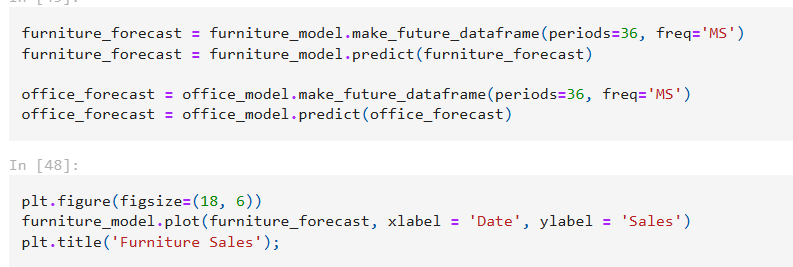 furniture_forecast = furniture_model.make_future_dataframe(periods=36, freq='MS')
furniture_forecast = furniture_model.predict(furniture_forecast)
office_forecast = office_model.make_future_dataframe(periods=36, freq='MS')
office_forecast = office_model.predict(office_forecast)
In [48]:
plt.figure(figsize=(18, 6))
furniture_model.plot(furniture_forecast, xlabel = 'Date', ylabel = 'Sales')
plt.title('Furniture Sales');